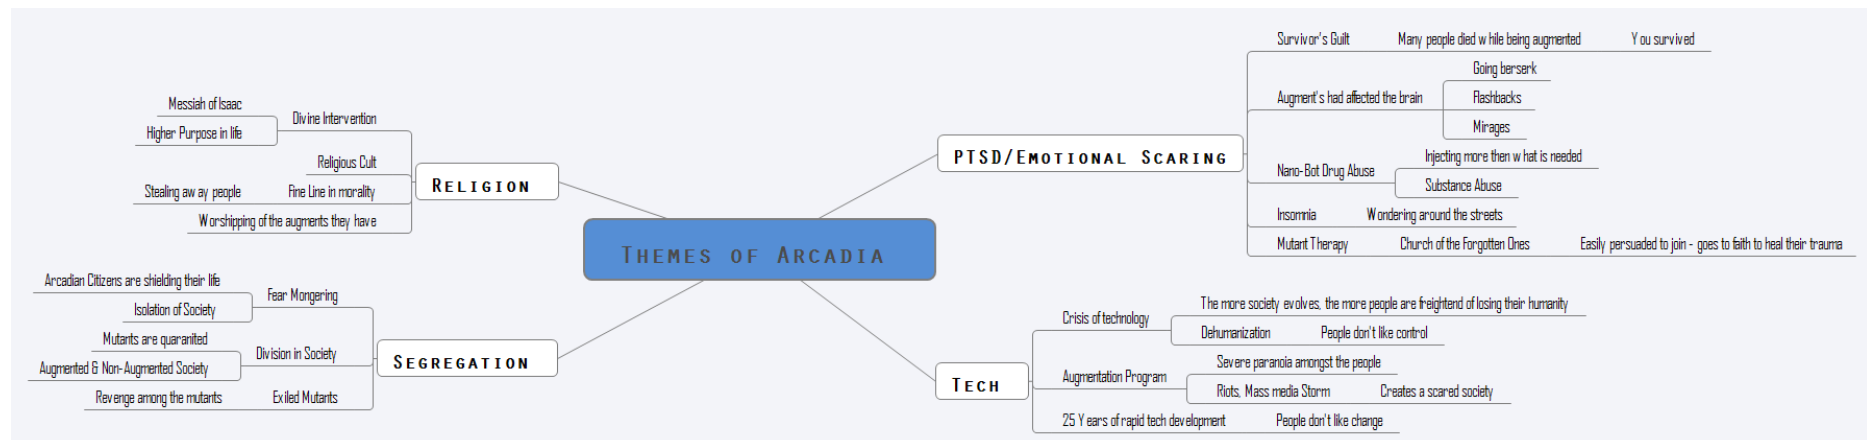 THEMES OF ARCADIA
RELIGION
Divine Intervention
Messiah of Isaac
Higher Purpose in life
Religious Cult
Fine Line in morality
Stealing away people
Worshipping of the augments they have
SEGREGATION
Fear Mongering
Arcadian Citizens are shielding their life
Isolation of Society
Division in Society
Mutants are quaranited
Augmented & Non-Augmented Society
Exiled Mutants
Revenge among the mutants
PTSD/EMOTIONAL SCARING
Survivor's Guilt
Many people died while being augmented
You survived
Augment's had affected the brain
Going berserk
Flashbacks
Mirages
Nano-Bot Drug Abuse
Injecting more then what is needed
Substance Abuse
Insomnia
Wondering around the streets
Mutant Therapy
Church of the Forgotten Ones
Easily persuaded to join - goes to faith to heal their trauma
TECH
Crisis of technology
The more society evolves, the more people are freightend of losing their humanity
Dehumanization
People don't like control
Augmentation Program
Severe paranoia amongst the people
Riots, Mass media Storm
Creates a scared society
25 Years of rapid tech development
People don't like change